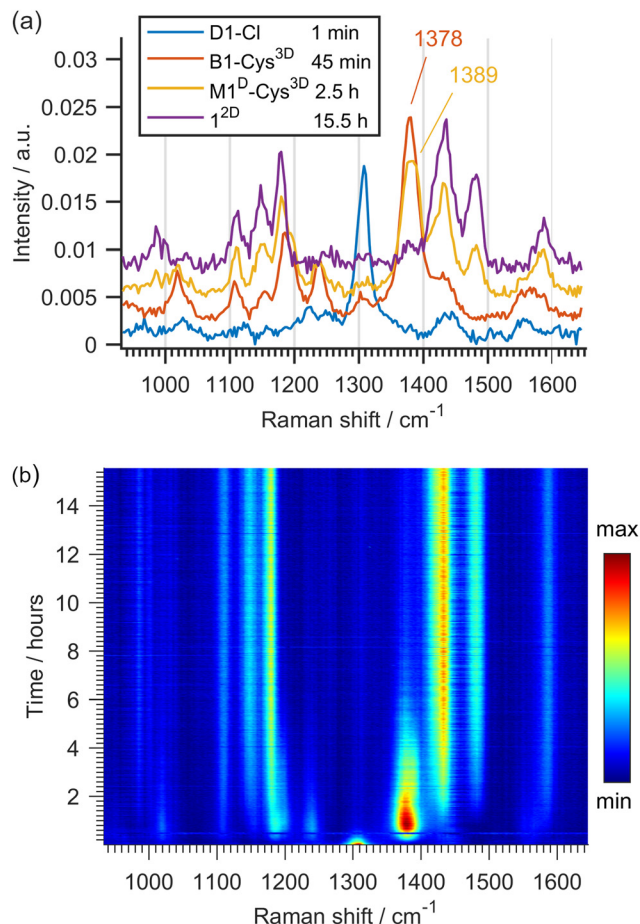 (a)
D1-Cl 1 min
B1-Cys³ᴰ 45 min
M1ᴰ-Cys³ᴰ 2.5 h
1²ᴰ 15.5 h
1378
1389
0.03
0.025
0.02
0.015
0.01
0.005
0
Intensity / a.u.
1000 1100 1200 1300 1400 1500 1600
Raman shift / cm⁻¹
(b)
14
12
10
8
6
4
2
Time / hours
1000 1100 1200 1300 1400 1500 1600
Raman shift / cm⁻¹
max
min